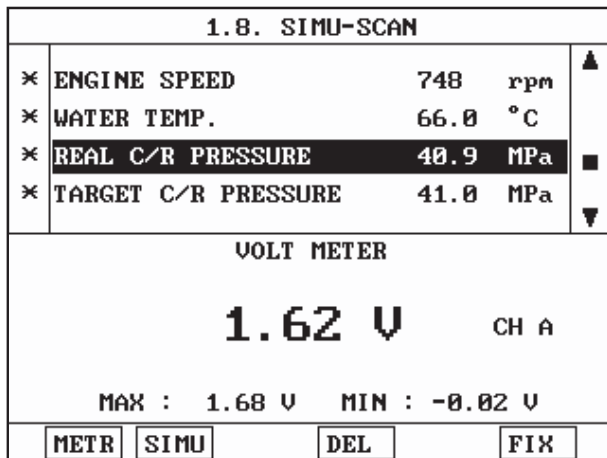 1.8. SIMU-SCAN
* ENGINE SPEED 748 rpm
* WATER TEMP. 66.0 °C
* REAL C/R PRESSURE 40.9 MPa
* TARGET C/R PRESSURE 41.0 MPa
VOLT METER
1.62 V CH A
MAX : 1.68 V MIN : -0.02 V
METR SIMU DEL FIX